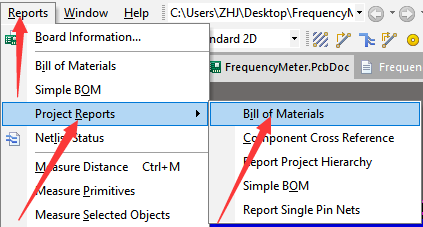 Reports Window Help C:\Users\ZHJ\Desktop\FrequencyM
Board Information...
andard 2D
Bill of Materials
FrequencyMeter.PcbDoc Frequen
Simple BOM
Project Reports
Bill of Materials
Netlist Status
Component Cross Reference
Measure Distance Ctrl+M
Report Project Hierarchy
Measure Primitives
Simple BOM
Measure Selected Objects
Report Single Pin Nets